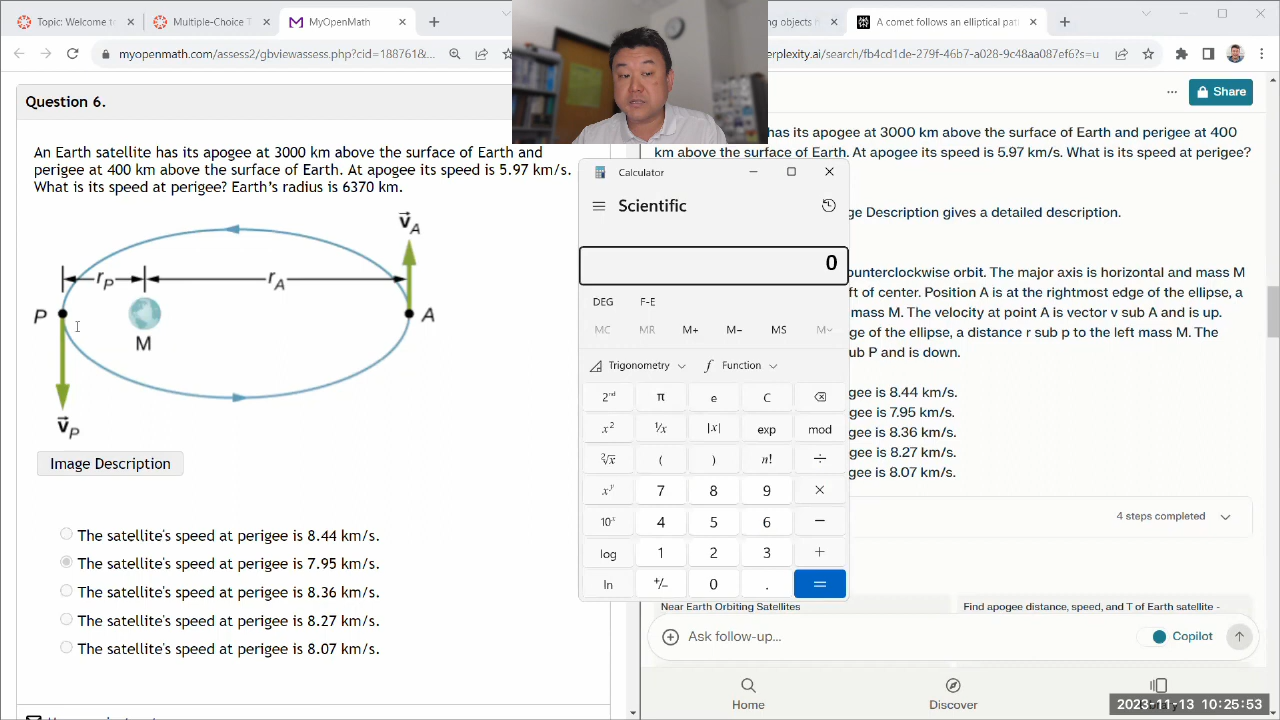 Topic: Welcome to
Multiple-Choice T
MyOpenMath
ng objects f
A comet follows an elliptical pat
myopenmath.com/assess2/gbviewassess.php?cid=188761&...
erplexity.ai/search/fb4cd1de-279f-46b7-a028-9c48aa087ef6?s=u
Question 6.
An Earth satellite has its apogee at 3000 km above the surface of Earth and
perigee at 400 km above the surface of Earth. At apogee its speed is 5.97 km/s.
What is its speed at perigee? Earth's radius is 6370 km.
v A
r P
r A
P
A
M
v P
Image Description
The satellite's speed at perigee is 8.44 km/s.
The satellite's speed at perigee is 7.95 km/s.
The satellite's speed at perigee is 8.36 km/s.
The satellite's speed at perigee is 8.27 km/s.
The satellite's speed at perigee is 8.07 km/s.
Calculator
Scientific
0
DEG F-E
MC MR M+ M− MS M
Trigonometry f Function
2nd π e C
x² ⅟x |x| exp mod
²√x ( ) n! ÷
xʸ 7 8 9 ×
10ˣ 4 5 6 −
log 1 2 3 +
ln +/− 0 . =
... Share
has its apogee at 3000 km above the surface of Earth and perigee at 400
km above the surface of Earth. At apogee its speed is 5.97 km/s. What is its speed at perigee?
ge Description gives a detailed description.
ounterclockwise orbit. The major axis is horizontal and mass M
ft of center. Position A is at the rightmost edge of the ellipse, a
mass M. The velocity at point A is vector v sub A and is up.
ge of the ellipse, a distance r sub p to the left mass M. The
ub P and is down.
gee is 8.44 km/s.
gee is 7.95 km/s.
gee is 8.36 km/s.
gee is 8.27 km/s.
gee is 8.07 km/s.
4 steps completed
Near Earth Orbiting Satellites
Find apogee distance, speed, and T of Earth satellite -
Ask follow-up...
Copilot
Home
Discover
2023-11-13 10:25:53